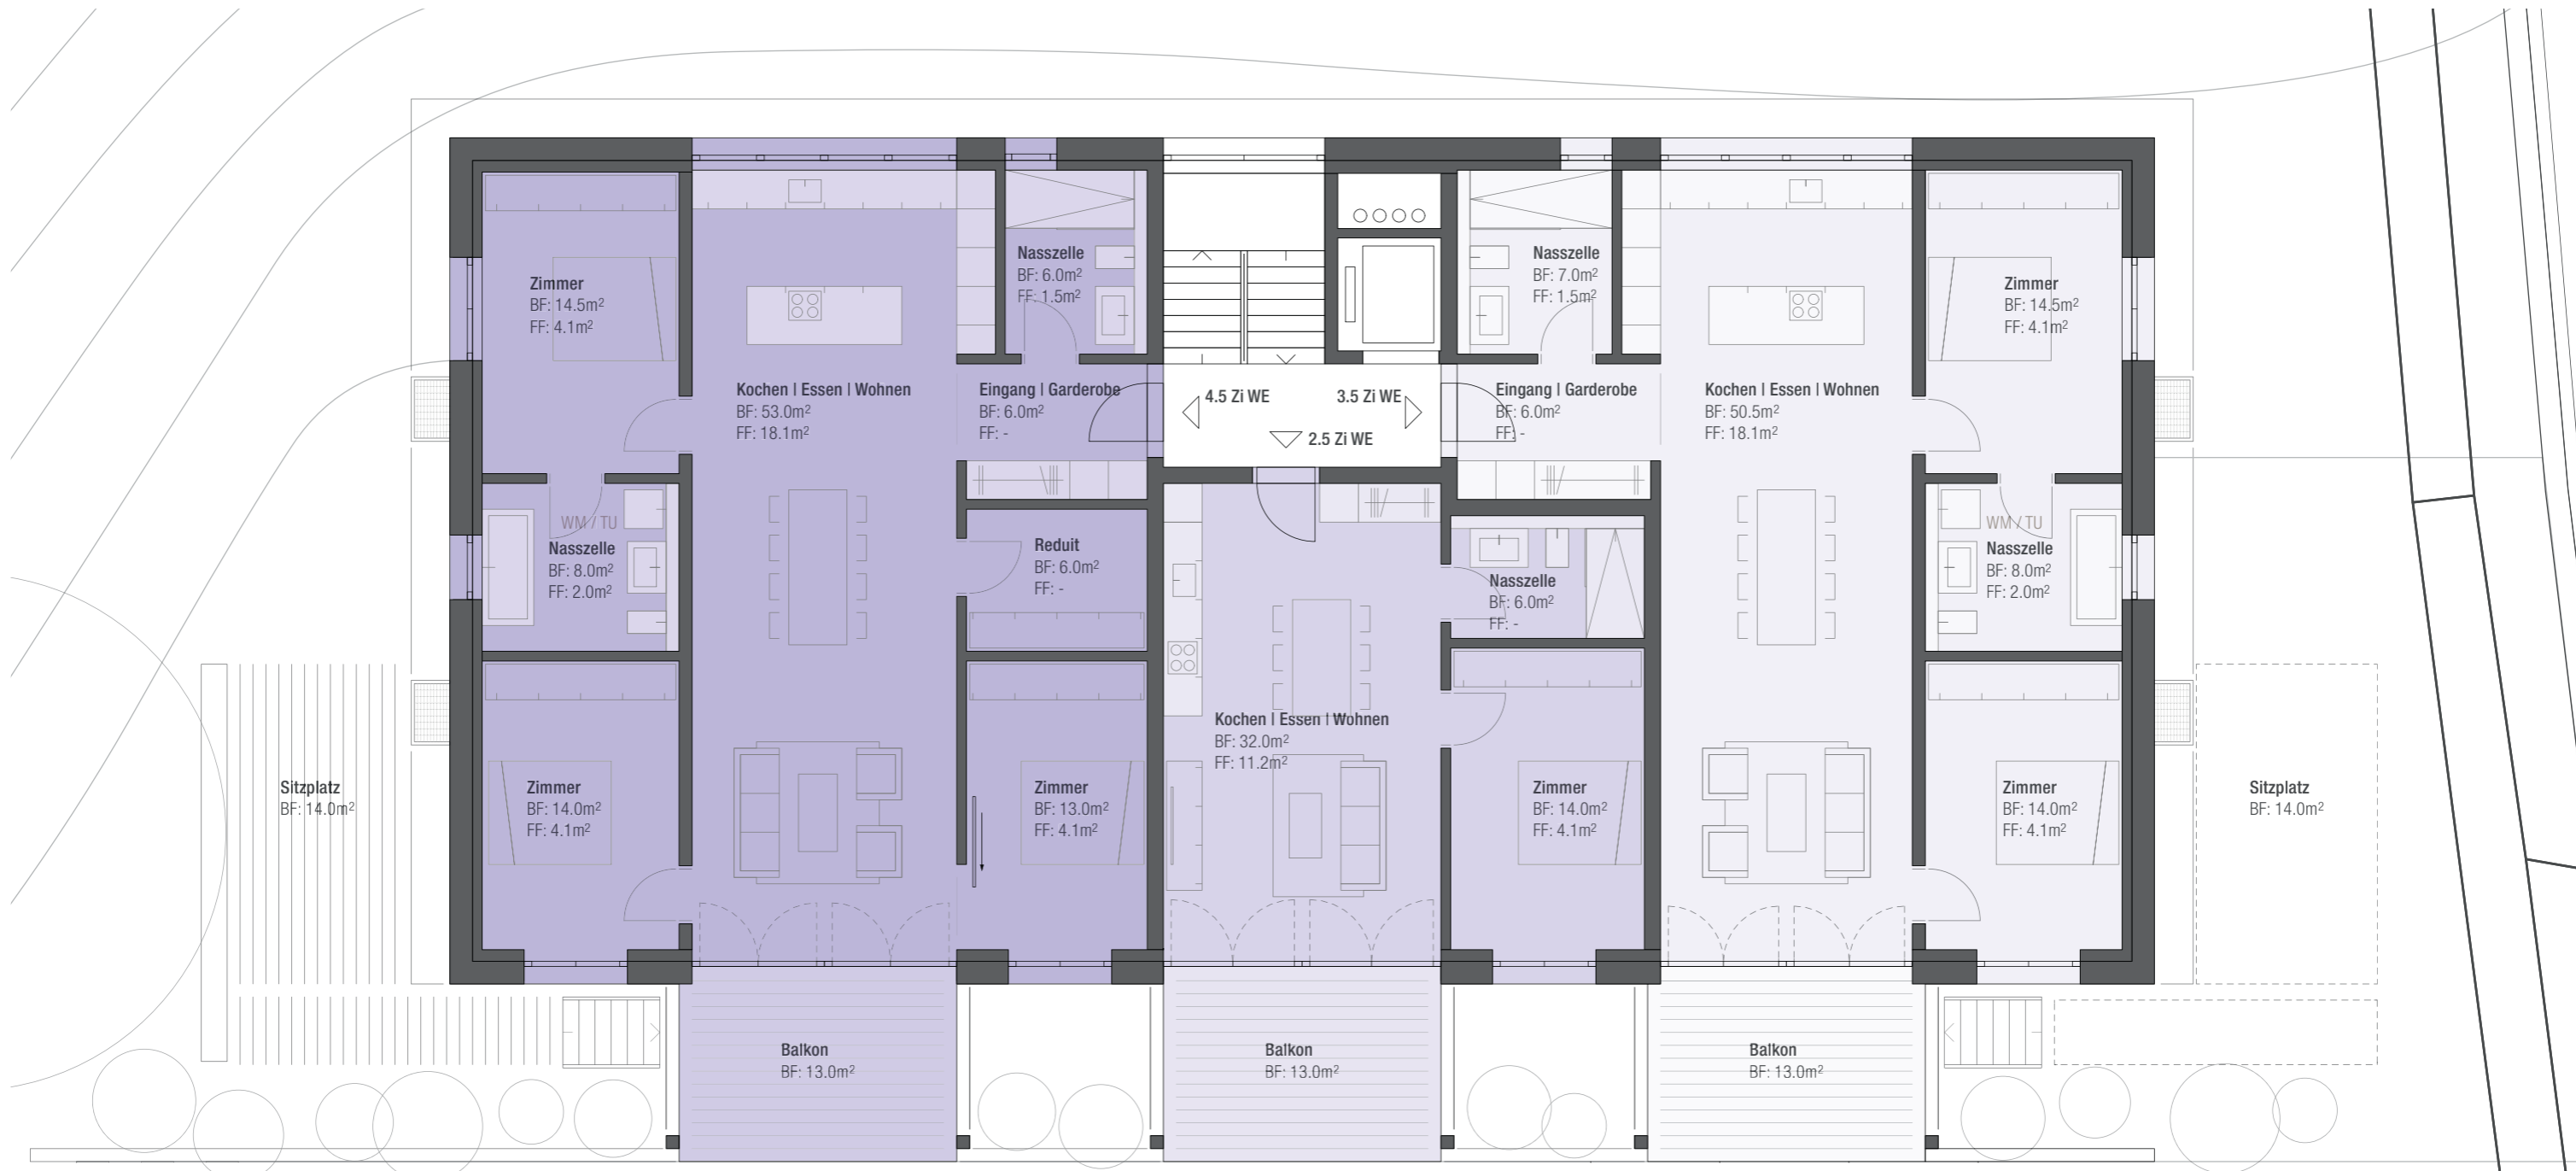 Zimmer
BF: 14.5m²
FF: 4.1m²
Kochen | Essen | Wohnen
BF: 53.0m²
FF: 18.1m²
Nasszelle
BF: 6.0m²
FF: 1.5m²
Eingang | Garderobe
BF: 6.0m²
FF: -
4.5 Zi WE
3.5 Zi WE
2.5 Zi WE
Nasszelle
BF: 7.0m²
FF: 1.5m²
Eingang | Garderobe
BF: 6.0m²
FF: -
Kochen | Essen | Wohnen
BF: 50.5m²
FF: 18.1m²
Zimmer
BF: 14.5m²
FF: 4.1m²
WM / TU
Nasszelle
BF: 8.0m²
FF: 2.0m²
Reduit
BF: 6.0m²
FF: -
Nasszelle
BF: 6.0m²
FF: -
WM / TU
Nasszelle
BF: 8.0m²
FF: 2.0m²
Kochen | Essen | Wohnen
BF: 32.0m²
FF: 11.2m²
Sitzplatz
BF: 14.0m²
Zimmer
BF: 14.0m²
FF: 4.1m²
Zimmer
BF: 13.0m²
FF: 4.1m²
Zimmer
BF: 14.0m²
FF: 4.1m²
Zimmer
BF: 14.0m²
FF: 4.1m²
Sitzplatz
BF: 14.0m²
Balkon
BF: 13.0m²
Balkon
BF: 13.0m²
Balkon
BF: 13.0m²